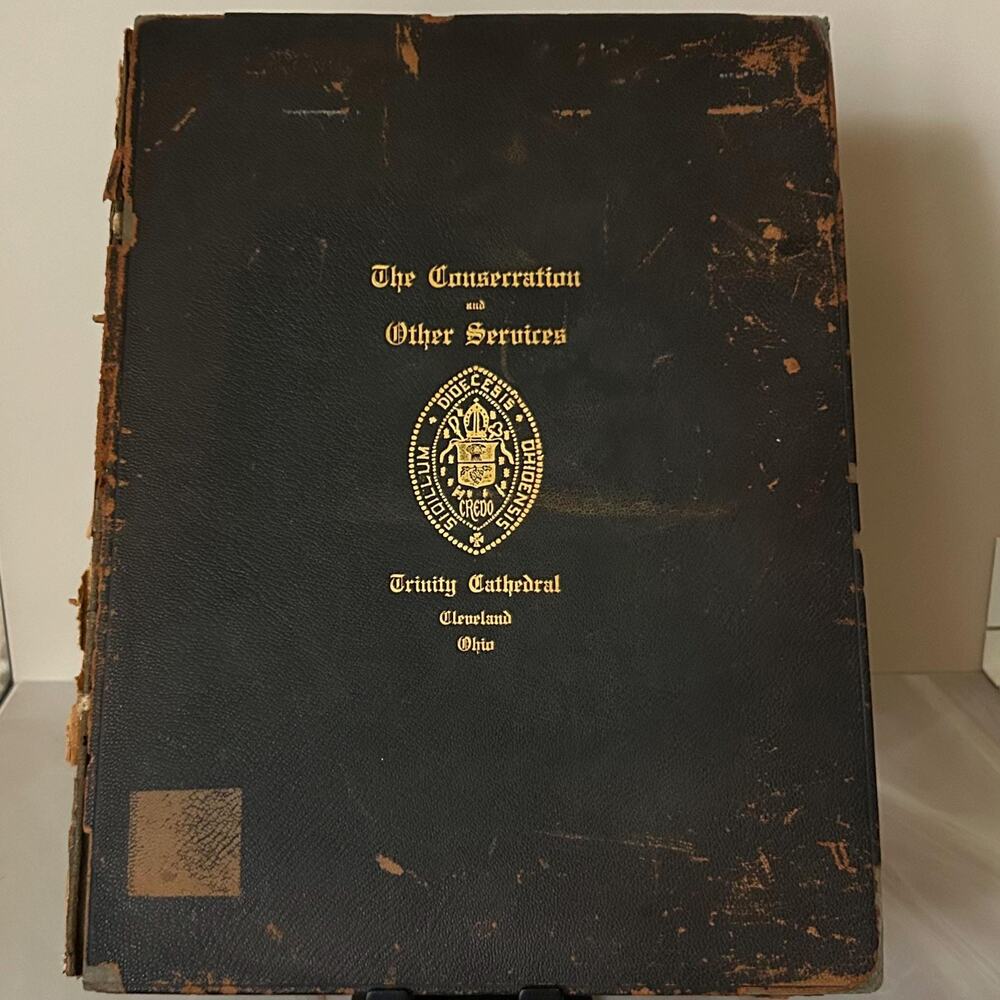 The Consecration
and
Other Services
SIGILLUM DIOECESIS OHIOENSIS
CREDO
Trinity Cathedral
Cleveland
Ohio